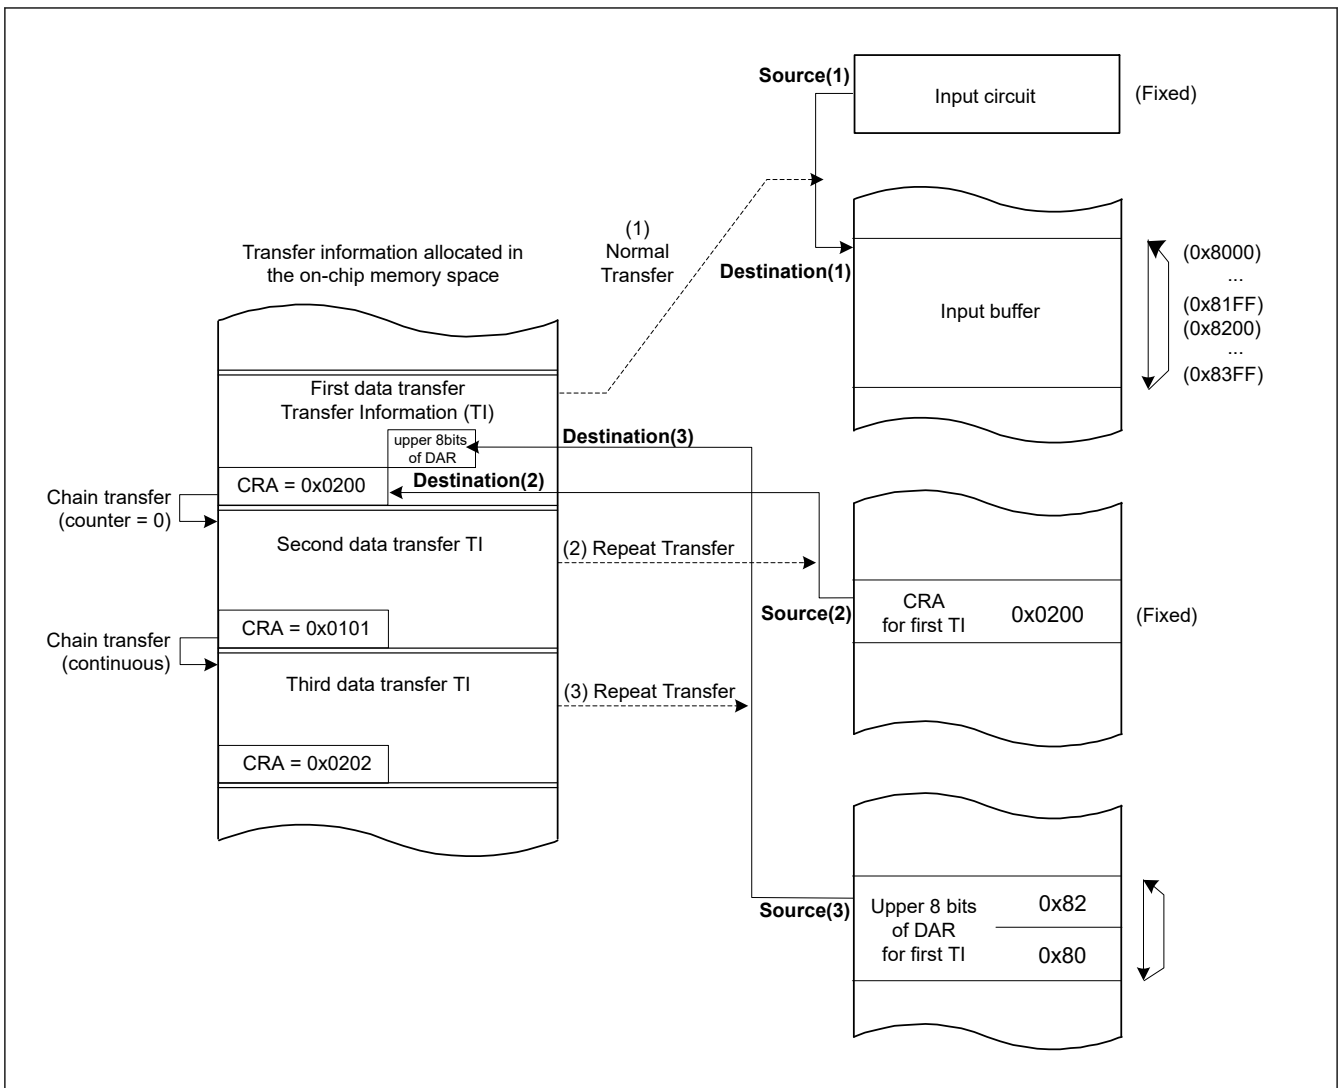 Source(1)
Input circuit
(Fixed)
(1)
Normal
Transfer
Transfer information allocated in
the on-chip memory space
Destination(1)
Input buffer
(0x8000)
...
(0x81FF)
(0x8200)
...
(0x83FF)
First data transfer
Transfer Information (TI)
upper 8bits
of DAR
Destination(3)
CRA = 0x0200
Destination(2)
Chain transfer
(counter = 0)
Second data transfer TI
(2) Repeat Transfer
CRA = 0x0101
Source(2)
CRA
for first TI
0x0200
(Fixed)
Chain transfer
(continuous)
Third data transfer TI
(3) Repeat Transfer
CRA = 0x0202
Source(3)
Upper 8 bits
of DAR
for first TI
0x82
0x80